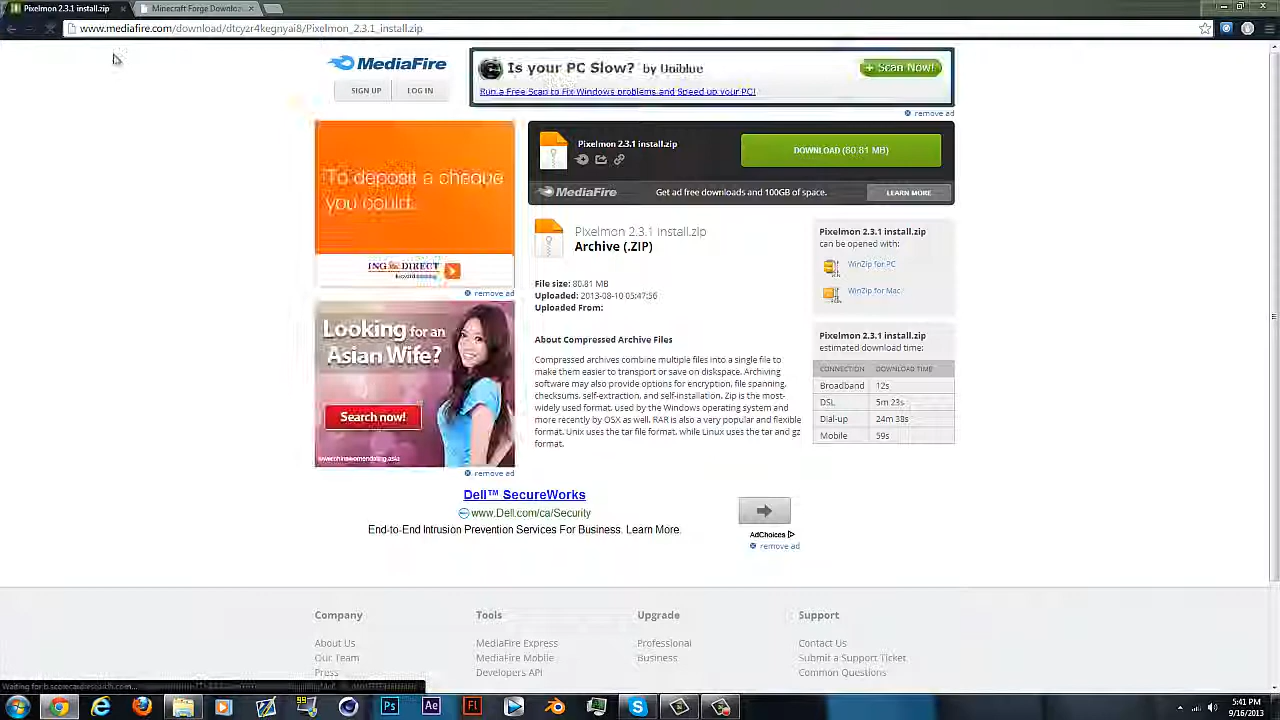 Pixelmon 2.3.1 install.zip
Minecraft Forge Downloa
www.mediafire.com/download/dtcyzr4kegnyai8/Pixelmon_2.3.1_install.zip
MediaFire
SIGN UP
LOG IN
Is your PC Slow? by Uniblue
Run a Free Scan to Fix Windows problems and Speed up your PC!
+ Scan Now!
remove ad
To deposit a cheque
you could:
ING DIRECT
remove ad
Pixelmon 2.3.1 install.zip
DOWNLOAD (80.81 MB)
MediaFire
Get ad free downloads and 100GB of space.
LEARN MORE
Pixelmon 2.3.1 install.zip
Archive (.ZIP)
File size: 80.81 MB
Uploaded: 2013-08-10 05:47:56
Uploaded From:
About Compressed Archive Files
Compressed archives combine multiple files into a single file to
make them easier to transport or save on diskspace. Archiving
software may also provide options for encryption, file spanning,
checksums, self-extraction, and self-installation. Zip is the most-
widely used format, used by the Windows operating system and
more recently by OSX as well. RAR is also a very popular and flexible
format. Unix uses the tar file format, while Linux uses the tar and gz
format.
Pixelmon 2.3.1 install.zip
can be opened with:
WinZip for PC
WinZip for Mac
Pixelmon 2.3.1 install.zip
estimated download time:
CONNECTION DOWNLOAD TIME
Broadband 12s
DSL 5m 23s
Dial-up 24m 38s
Mobile 59s
Looking for an
Asian Wife?
Search now!
remove ad
Dell™ SecureWorks
www.Dell.com/ca/Security
End-to-End Intrusion Prevention Services For Business. Learn More.
AdChoices
remove ad
Company
About Us
Our Team
Press
Tools
MediaFire Express
MediaFire Mobile
Developers API
Upgrade
Professional
Business
Support
Contact Us
Submit a Support Ticket
Common Questions
Waiting for b.scorecardresearch.com...
Ps
Ae
Fl
5:41 PM
9/16/2013